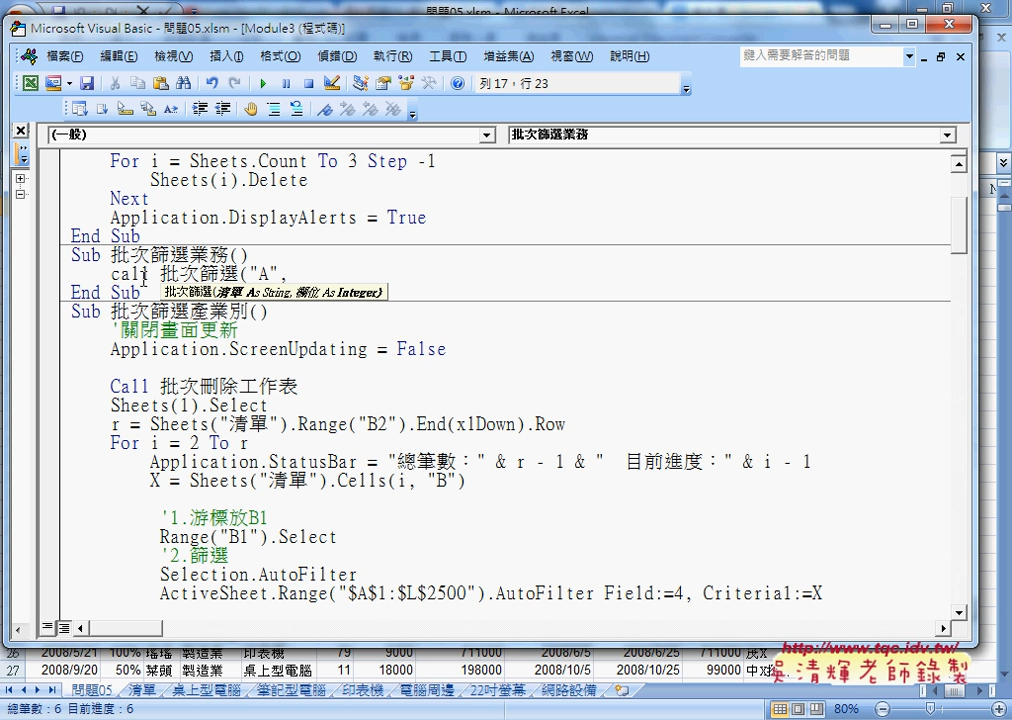 問題05.xlsm - Microsoft Excel
Microsoft Visual Basic - 問題05.xlsm - [Module3 (程式碼)]
檔案(F) 編輯(E) 檢視(V) 插入(I) 格式(O) 偵錯(D) 執行(R) 工具(T) 增益集(A) 視窗(W) 說明(H) 鍵入需要解答的問題
列 17，行 23
(一般) 批次篩選業務
For i = Sheets.Count To 3 Step -1
Sheets(i).Delete
Next
Application.DisplayAlerts = True
End Sub
Sub 批次篩選業務()
call 批次篩選("A",
End Sub 批次篩選(清單 As String, 欄位 As Integer)
Sub 批次篩選產業別()
'關閉畫面更新
Application.ScreenUpdating = False
Call 批次刪除工作表
Sheets(1).Select
r = Sheets("清單").Range("B2").End(xlDown).Row
For i = 2 To r
Application.StatusBar = "總筆數：" & r - 1 & "  目前進度：" & i - 1
X = Sheets("清單").Cells(i, "B")
'1.游標放B1
Range("B1").Select
'2.篩選
Selection.AutoFilter
ActiveSheet.Range("$A$1:$L$2500").AutoFilter Field:=4, Criteria1:=X
http://www.tqc.idv.tw/
26 2008/5/21 100% 瑤瑤 製造業 印表機 79 9000 711000 2008/6/5 2008/6/25 711000
27 2008/9/20 50% 某頭 製造業 桌上型電腦 11 18000 198000 2008/10/5 2008/10/25 99000
吳清輝老師錄製
問題05 清單 桌上型電腦 筆記型電腦 印表機 電腦周邊 22吋螢幕 網路設備
總筆數：6 目前進度：6 80%